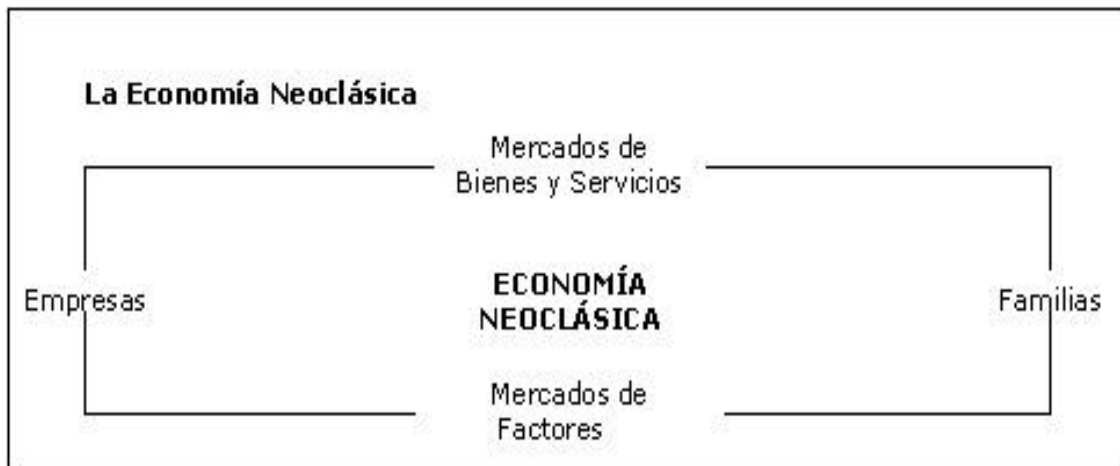 La Economía Neoclásica
Mercados de
Bienes y Servicios
Empresas
ECONOMÍA
NEOCLÁSICA
Familias
Mercados de
Factores